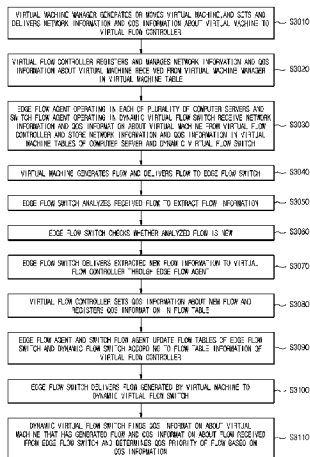 VIRTUAL MACHINE MANAGER GENERATES OR MOVES VIRTUAL MACHINE, AND SETS AND
DELIVERS NETWORK INFORMATION AND QOS INFORMATION ABOUT VIRTUAL MACHINE TO
VIRTUAL FLOW CONTROLLER
S3010
VIRTUAL FLOW CONTROLLER REGISTERS AND MANAGES NETWORK INFORMATION AND QOS
INFORMATION ABOUT VIRTUAL MACHINE RECEIVED FROM VIRTUAL MACHINE MANAGER
IN VIRTUAL MACHINE TABLE
S3020
EDGE FLOW AGENT OPERATING IN EACH OF PLURALITY OF COMPUTER SERVERS AND
SWITCH FLOW AGENT OPERATING IN DYNAMIC VIRTUAL FLOW SWITCH RECEIVE NETWORK
INFORMATION AND QOS INFORMATION ABOUT VIRTUAL MACHINE FROM VIRTUAL FLOW
CONTROLLER AND STORE NETWORK INFORMATION AND QOS INFORMATION IN VIRTUAL
MACHINE TABLES OF COMPUTER SERVER AND DYNAMIC VIRTUAL FLOW SWITCH
S3030
VIRTUAL MACHINE GENERATES FLOW AND DELIVERS FLOW TO EDGE FLOW SWITCH
S3040
EDGE FLOW SWITCH ANALYZES RECEIVED FLOW TO EXTRACT FLOW INFORMATION
S3050
EDGE FLOW SWITCH CHECKS WHETHER ANALYZED FLOW IS NEW
S3060
EDGE FLOW SWITCH DELIVERS EXTRACTED NEW FLOW INFORMATION TO VIRTUAL
FLOW CONTROLLER THROUGH EDGE FLOW AGENT
S3070
VIRTUAL FLOW CONTROLLER SETS QOS INFORMATION ABOUT NEW FLOW AND
REGISTERS QOS INFORMATION IN FLOW TABLE
S3080
EDGE FLOW AGENT AND SWITCH FLOW AGENT UPDATE FLOW TABLES OF EDGE FLOW
SWITCH AND DYNAMIC FLOW SWITCH ACCORDING TO FLOW TABLE INFORMATION OF
VIRTUAL FLOW CONTROLLER
S3090
EDGE FLOW SWITCH DELIVERS FLOW GENERATED BY VIRTUAL MACHINE TO
DYNAMIC VIRTUAL FLOW SWITCH
S3100
DYNAMIC VIRTUAL FLOW SWITCH FINDS QOS INFORMATION ABOUT VIRTUAL
MACHINE THAT HAS GENERATED FLOW AND QOS INFORMATION ABOUT FLOW RECEIVED
FROM EDGE FLOW SWITCH AND DETERMINES QOS PRIORITY OF FLOW BASED ON
QOS INFORMATION
S3110